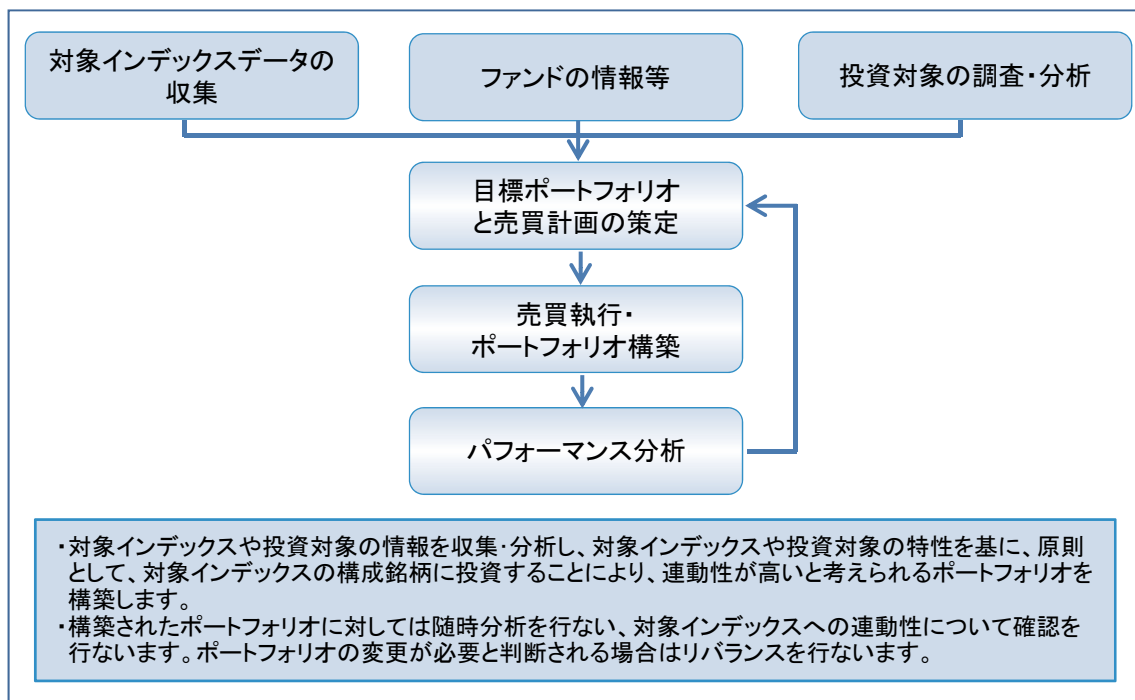 対象インデックスデータの
収集
ファンドの情報等
投資対象の調査・分析
目標ポートフォリオ
と売買計画の策定
売買執行・
ポートフォリオ構築
パフォーマンス分析
・対象インデックスや投資対象の情報を収集・分析し、対象インデックスや投資対象の特性を基に、原則
として、対象インデックスの構成銘柄に投資することにより、連動性が高いと考えられるポートフォリオを
構築します。
・構築されたポートフォリオに対しては随時分析を行ない、対象インデックスへの連動性について確認を
行ないます。ポートフォリオの変更が必要と判断される場合はリバランスを行ないます。